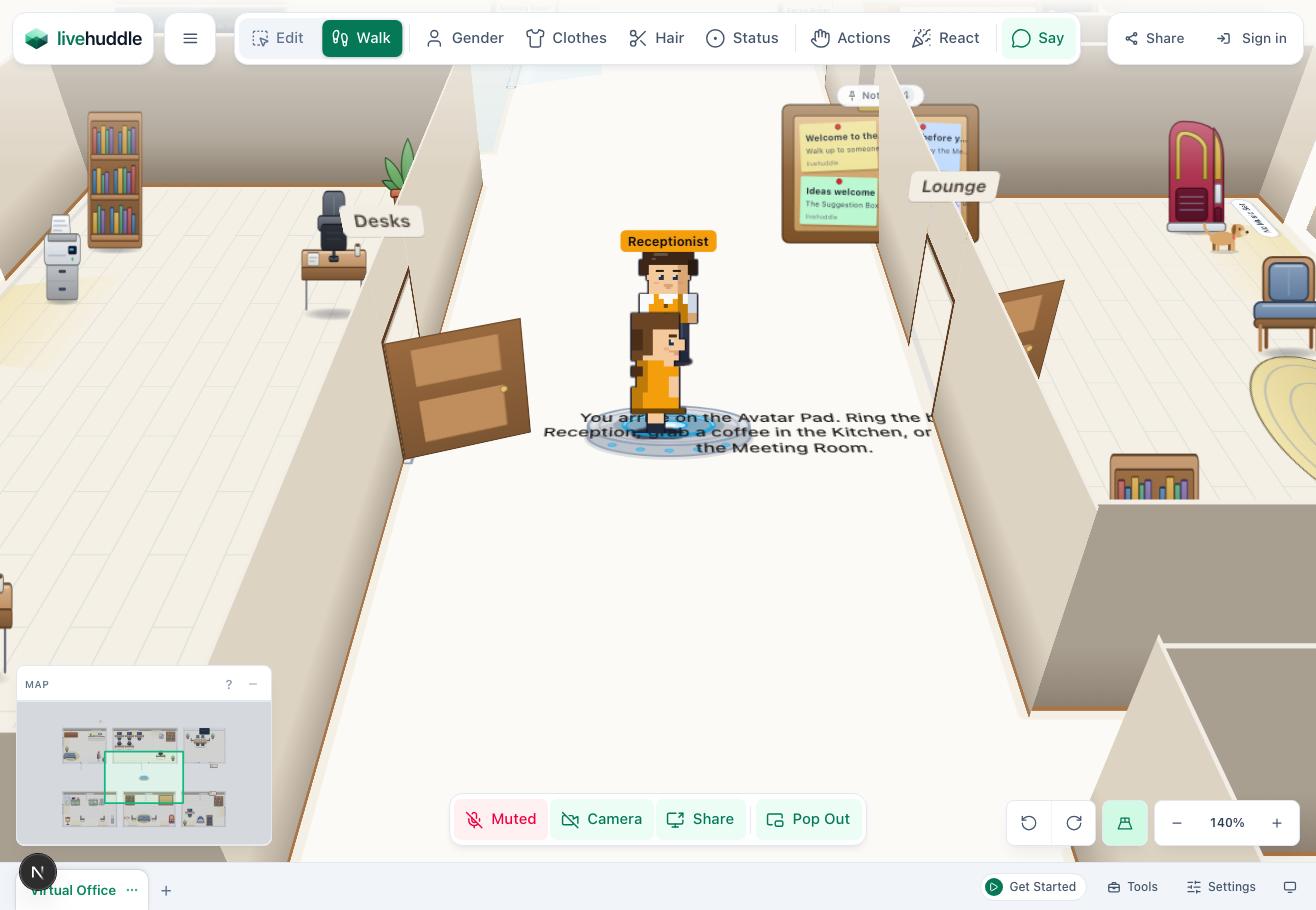 livehuddle
Edit
Walk
Gender
Clothes
Hair
Status
Actions
React
Say
Share
Sign in
Welcome to the
Walk up to someone
livehuddle
Ideas welcome
The Suggestion Box
livehuddle
Lounge
Desks
Receptionist
You on the Avatar Pad. Ring the
Reception, grab a coffee in the Kitchen, or
the Meeting Room.
MAP
?
Muted
Camera
Share
Pop Out
140%
N
Virtual Office
Get Started
Tools
Settings